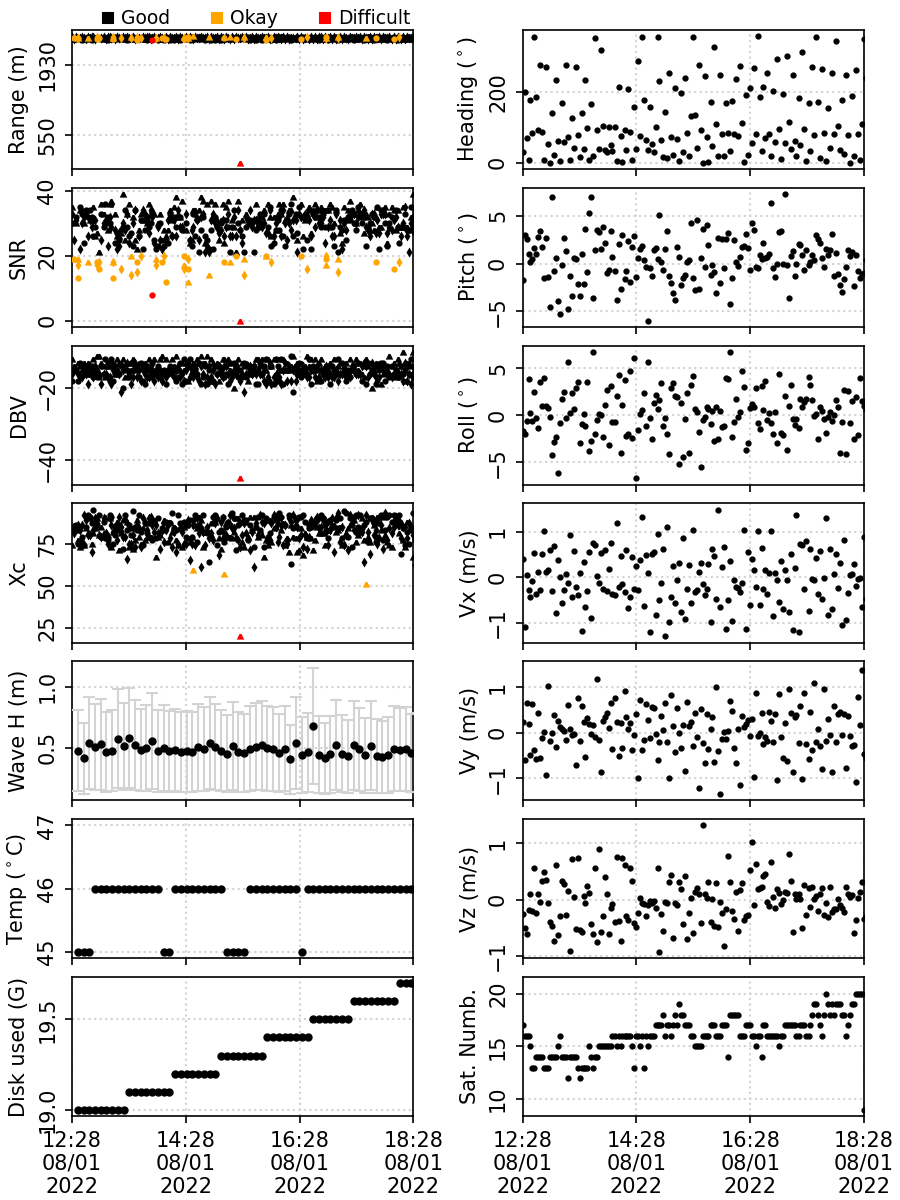 Good Okay Difficult
Range (m)
1930
550
Heading (°)
200
0
SNR
40
20
0
Pitch (°)
5
0
−5
DBV
−20
−40
Roll (°)
5
0
−5
Xc
75
50
25
Vx (m/s)
1
0
−1
Wave H (m)
1.0
0.5
Vy (m/s)
1
0
−1
Temp (°C)
47
46
45
Vz (m/s)
1
0
−1
Disk used (G)
19.5
19.0
Sat. Numb.
20
15
10
12:28 14:28 16:28 18:28
08/01 08/01 08/01 08/01
2022 2022 2022 2022
12:28 14:28 16:28 18:28
08/01 08/01 08/01 08/01
2022 2022 2022 2022